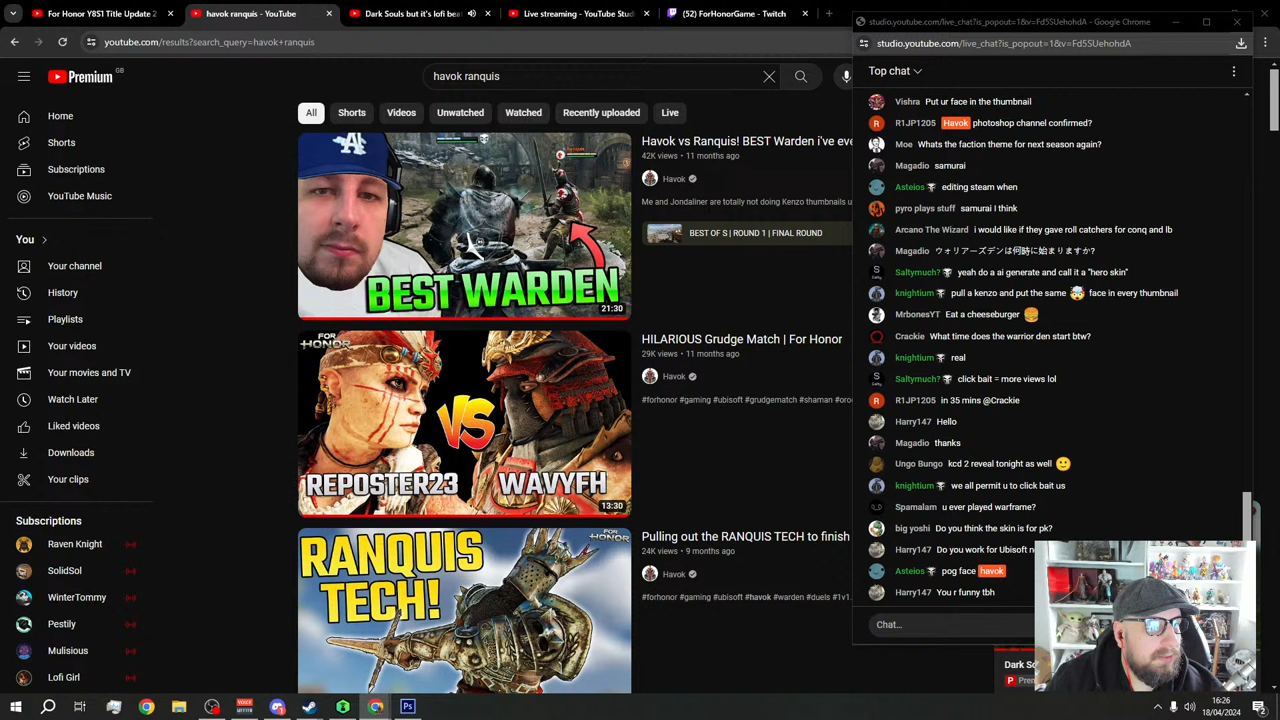 For Honor Y8S1 Title Update 2
havok ranquis - YouTube
Dark Souls but it's lofi beat
Live streaming - YouTube Stud
(52) ForHonorGame - Twitch
youtube.com/results?search_query=havok+ranquis
Premium
GB
havok ranquis
Home
Shorts
Subscriptions
YouTube Music
You
Your channel
History
Playlists
Your videos
Your movies and TV
Watch Later
Liked videos
Downloads
Your clips
Subscriptions
Raven Knight
SolidSol
WinterTommy
Pestily
Mulisious
Lofi Girl
All
Shorts
Videos
Unwatched
Watched
Recently uploaded
Live
BEST WARDEN
21:30
Havok vs Ranquis! BEST Warden i've eve
42K views • 11 months ago
Havok
Me and Jondaliner are totally not doing Kenzo thumbnails u
BEST OF S | ROUND 1 | FINAL ROUND
FOR HONOR
VS
REPOSTER23
WAVYFH
13:30
HILARIOUS Grudge Match | For Honor
29K views • 11 months ago
Havok
#forhonor #gaming #ubisoft #grudgematch #shaman #oro
RANQUIS
TECH!
FOR HONOR
Pulling out the RANQUIS TECH to finish
24K views • 9 months ago
Havok
#forhonor #gaming #ubisoft #havok #warden #duels #1v1
studio.youtube.com/live_chat?is_popout=1&v=Fd5SUehohdA - Google Chrome
studio.youtube.com/live_chat?is_popout=1&v=Fd5SUehohdA
Top chat
Vishra Put ur face in the thumbnail
R1JP1205 Havok photoshop channel confirmed?
Moe Whats the faction theme for next season again?
Magadio samurai
Asteios editing steam when
pyro plays stuff samurai I think
Arcano The Wizard i would like if they gave roll catchers for conq and lb
Magadio ウォリアーズデンは何時に始まりますか?
Saltymuch? yeah do a ai generate and call it a "hero skin"
knightium pull a kenzo and put the same 🤯 face in every thumbnail
MrbonesYT Eat a cheeseburger 🍔
Crackie What time does the warrior den start btw?
knightium real
Saltymuch? click bait = more views lol
R1JP1205 in 35 mins @Crackie
Harry147 Hello
Magadio thanks
Ungo Bungo kcd 2 reveal tonight as well 🙂
knightium we all permit u to click bait us
Spamalam u ever played warframe?
big yoshi Do you think the skin is for pk?
Harry147 Do you work for Ubisoft
Asteios pog face havok
Harry147 You r funny tbh
Chat...
Dark So
P Prem
Ps
16:26
18/04/2024